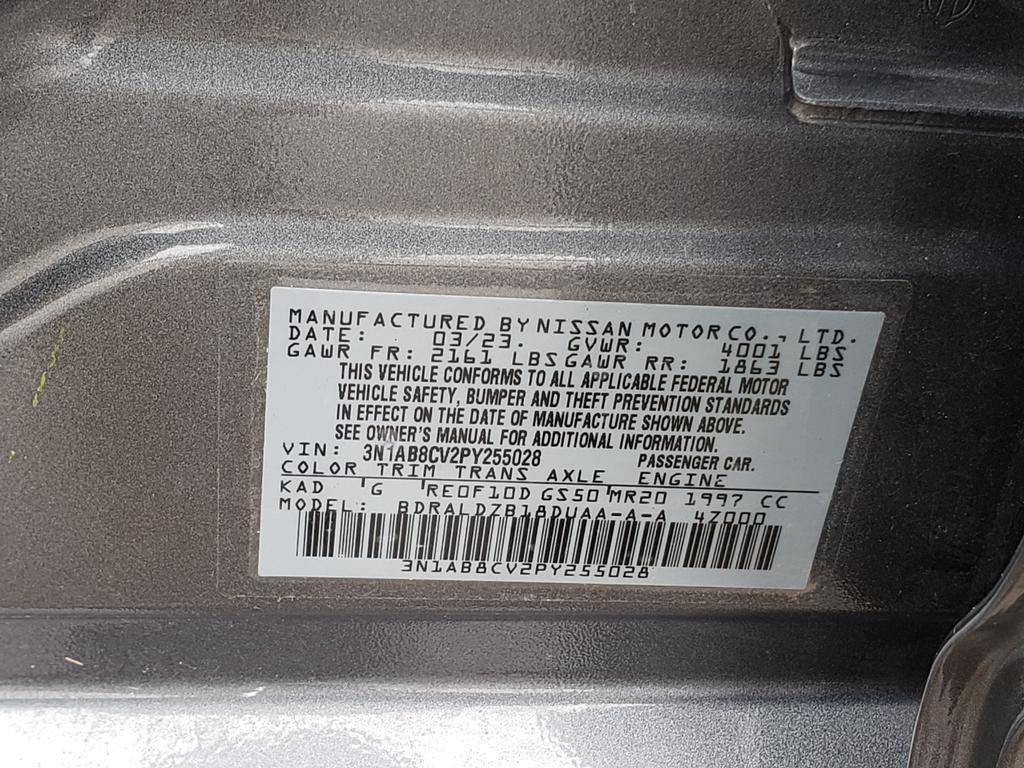 MANUFACTURED BY NISSAN MOTOR CO., LTD.
DATE: 03/23. GVWR: 4001 LBS
GAWR FR: 2161 LBS GAWR RR: 1863 LBS
THIS VEHICLE CONFORMS TO ALL APPLICABLE FEDERAL MOTOR
VEHICLE SAFETY, BUMPER AND THEFT PREVENTION STANDARDS
IN EFFECT ON THE DATE OF MANUFACTURE SHOWN ABOVE.
SEE OWNER'S MANUAL FOR ADDITIONAL INFORMATION.
VIN: 3N1AB8CV2PY255028 PASSENGER CAR.
COLOR TRIM TRANS AXLE ENGINE
KAD G RE0F10D GS50 MR20 1997 CC
MODEL: BDRALDZB18DUAA-A-A 47000
3N1AB8CV2PY255028